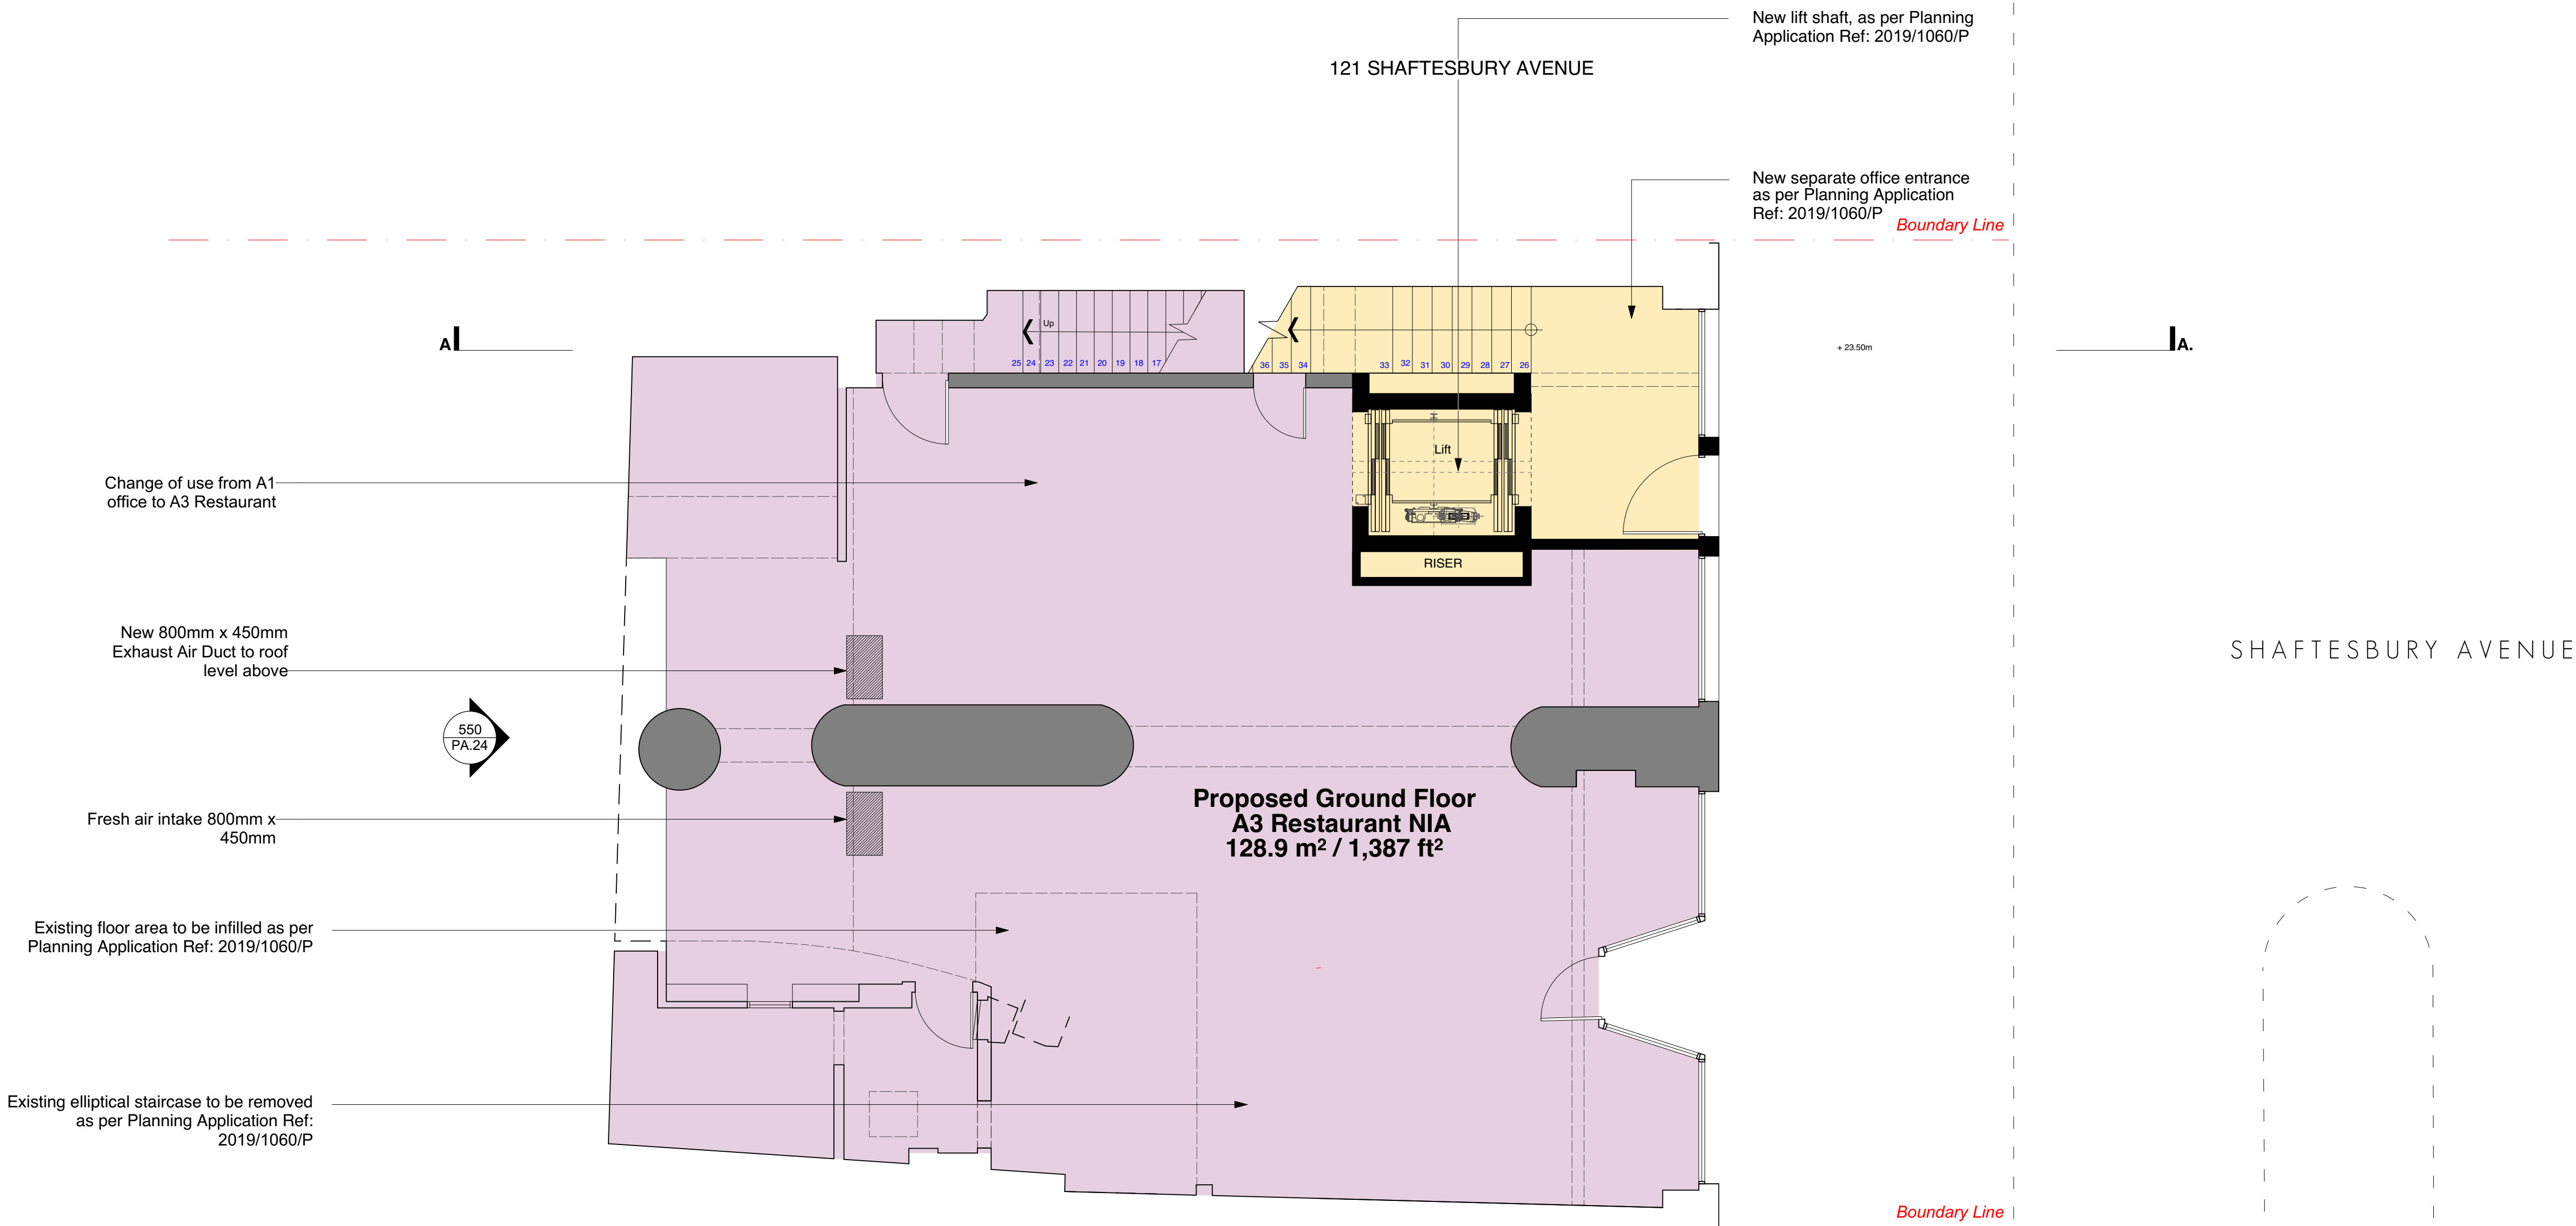 New lift shaft, as per Planning
Application Ref: 2019/1060/P
121 SHAFTESBURY AVENUE
New separate office entrance
as per Planning Application
Ref: 2019/1060/P
Boundary Line
A
Up
25 24 23 22 21 20 19 18 17
36 35 34 33 32 31 30 29 28 27 26
+ 23.50m
A.
Lift
Change of use from A1
office to A3 Restaurant
RISER
New 800mm x 450mm
Exhaust Air Duct to roof
level above
SHAFTESBURY AVENUE
550
PA.24
Proposed Ground Floor
A3 Restaurant NIA
128.9 m² / 1,387 ft²
Fresh air intake 800mm x
450mm
Existing floor area to be infilled as per
Planning Application Ref: 2019/1060/P
Existing elliptical staircase to be removed
as per Planning Application Ref:
2019/1060/P
Boundary Line